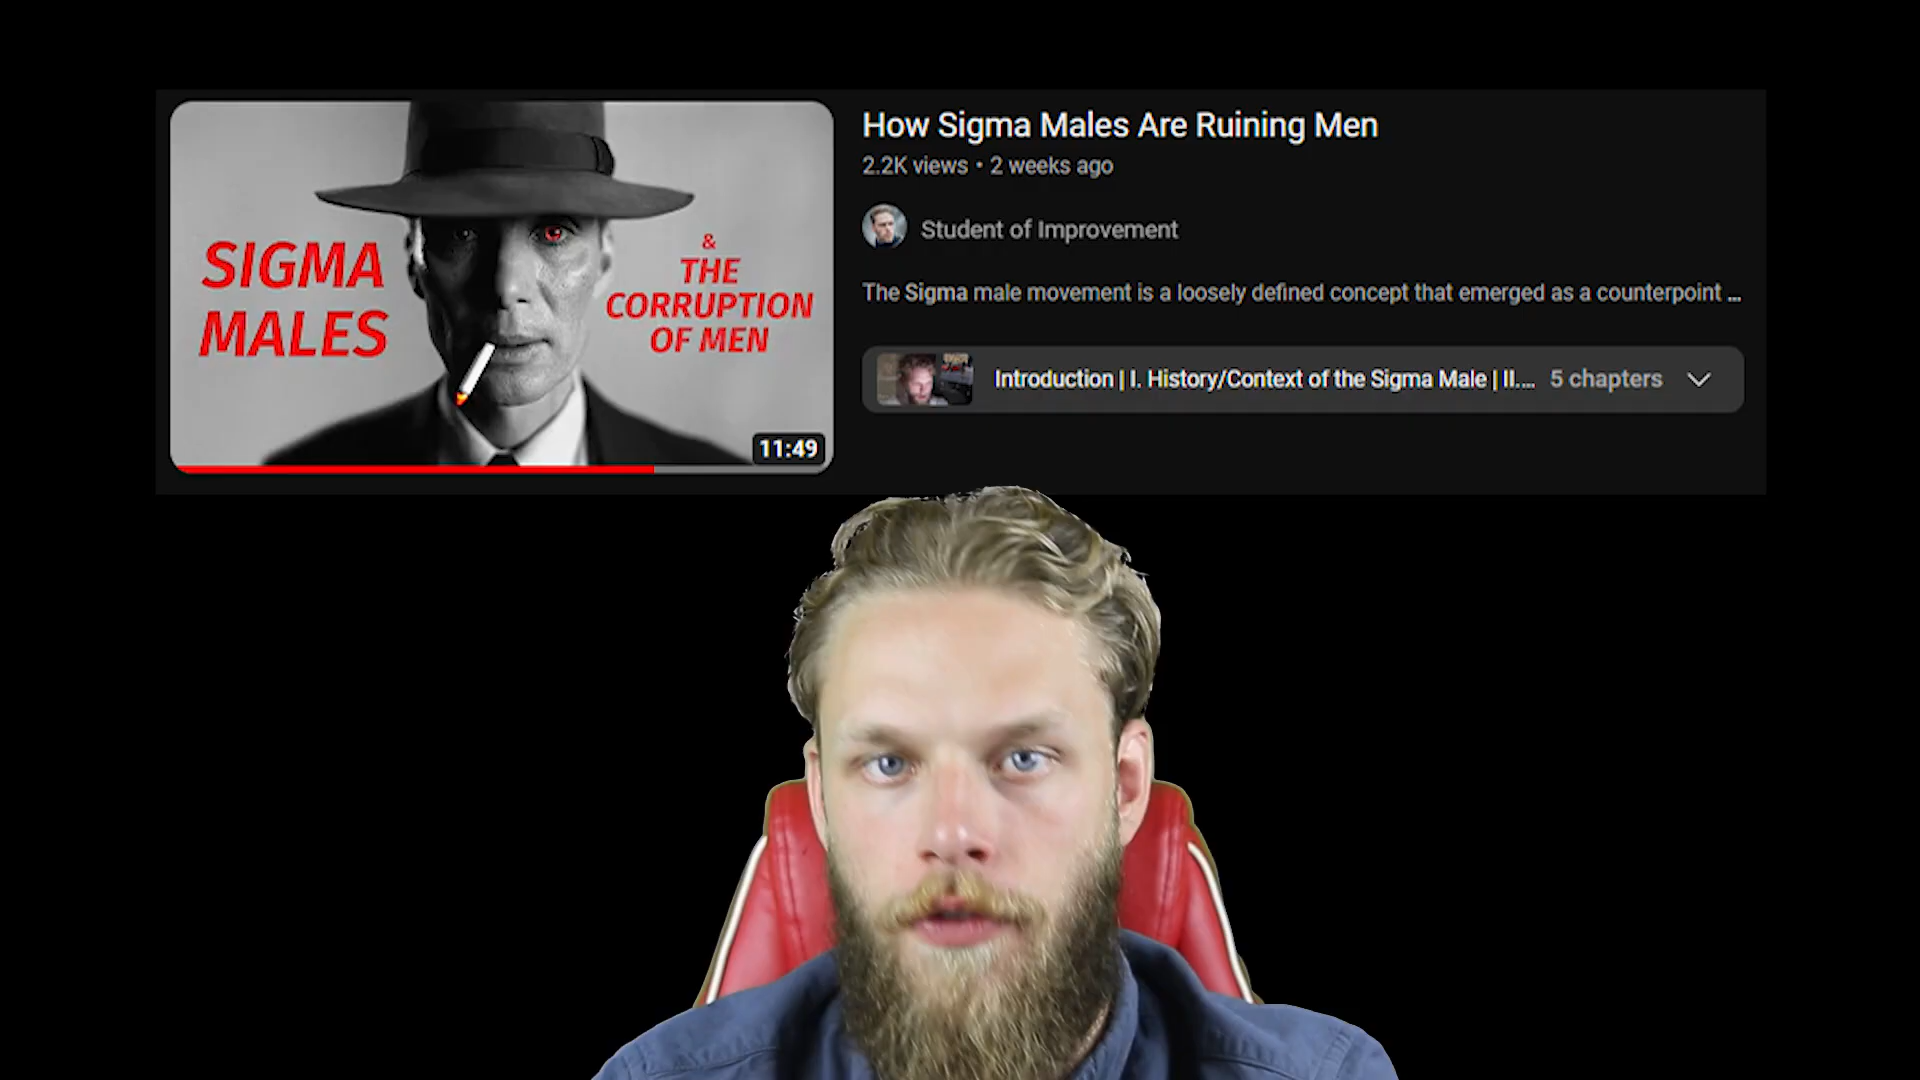 SIGMA
MALES
&
THE
CORRUPTION
OF MEN
11:49
How Sigma Males Are Ruining Men
2.2K views • 2 weeks ago
Student of Improvement
The Sigma male movement is a loosely defined concept that emerged as a counterpoint ...
Introduction | I. History/Context of the Sigma Male | II.... 5 chapters